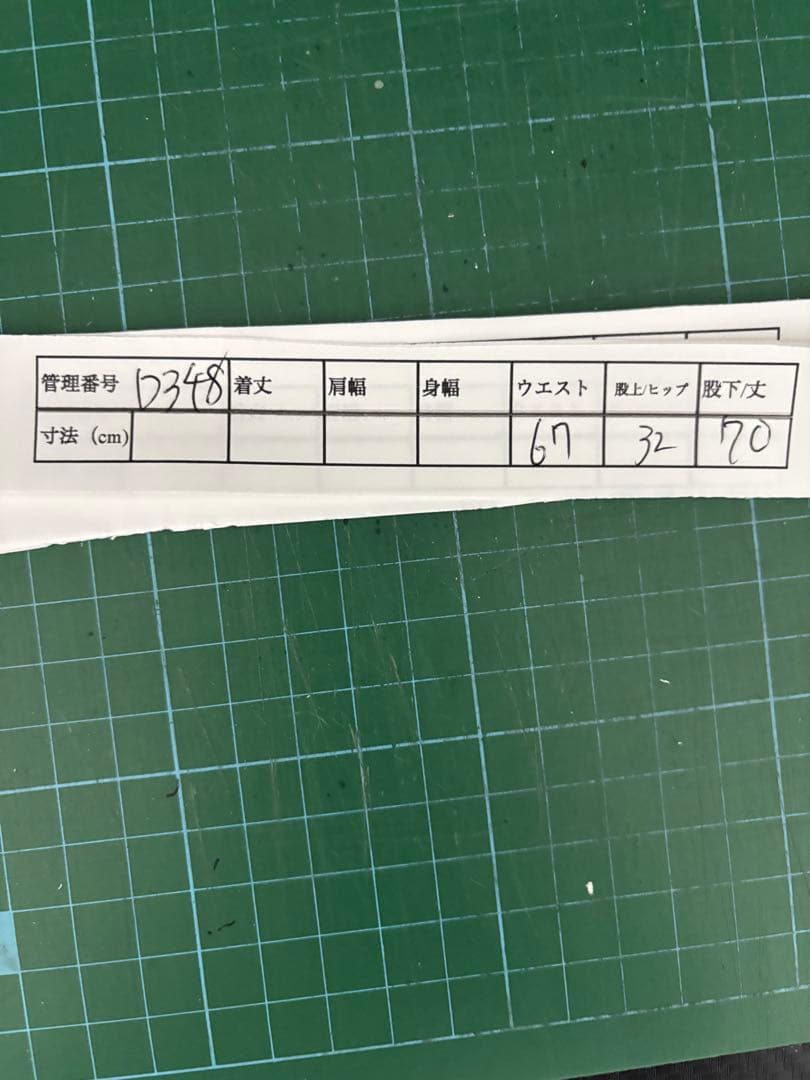 管理番号 D348 着丈 肩幅 身幅 ウエスト 股上/ヒップ 股下/丈
寸法（cm） 67 32 70